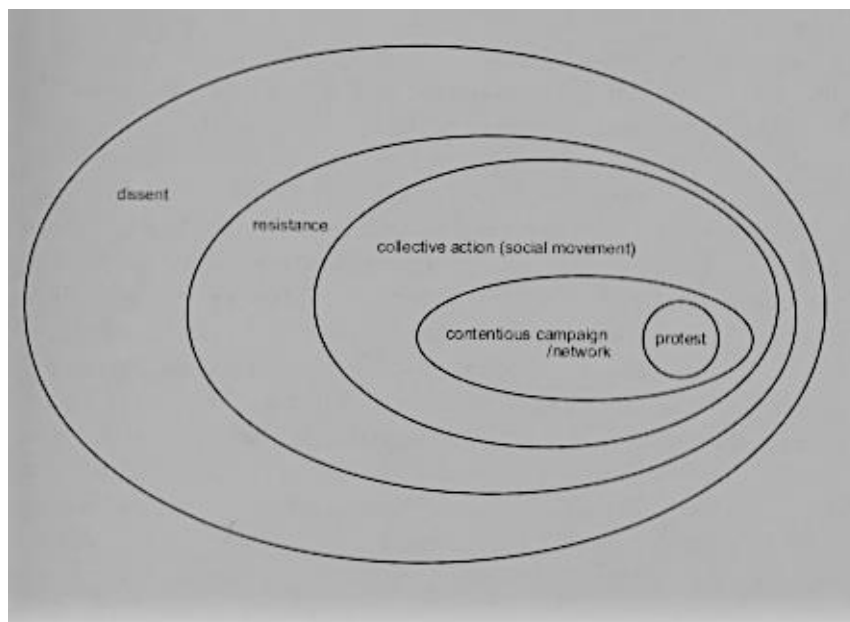 dissent
resistance
collective action (social movement)
contentious campaign
/network
protest